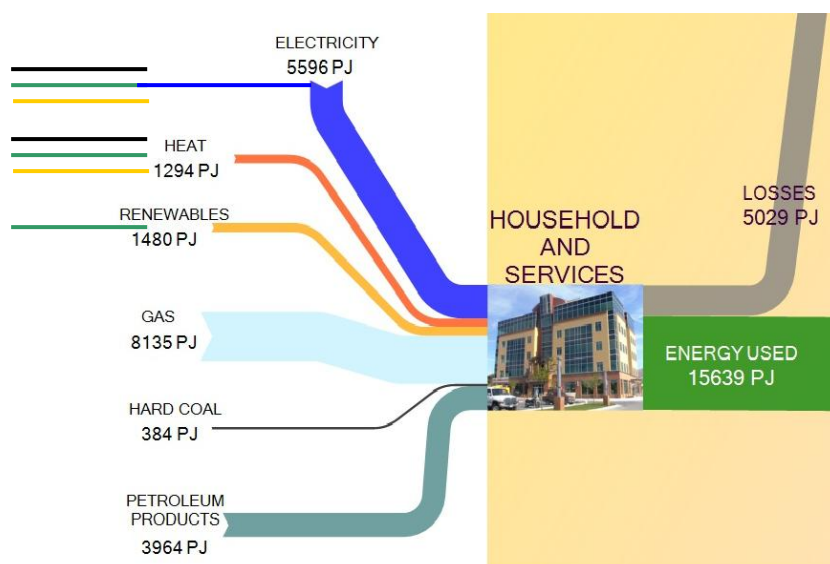 ELECTRICITY
5596 PJ
HEAT
1294 PJ
RENEWABLES
1480 PJ
GAS
8135 PJ
HARD COAL
384 PJ
PETROLEUM
PRODUCTS
3964 PJ
HOUSEHOLD
AND
SERVICES
LOSSES
5029 PJ
ENERGY USED
15639 PJ